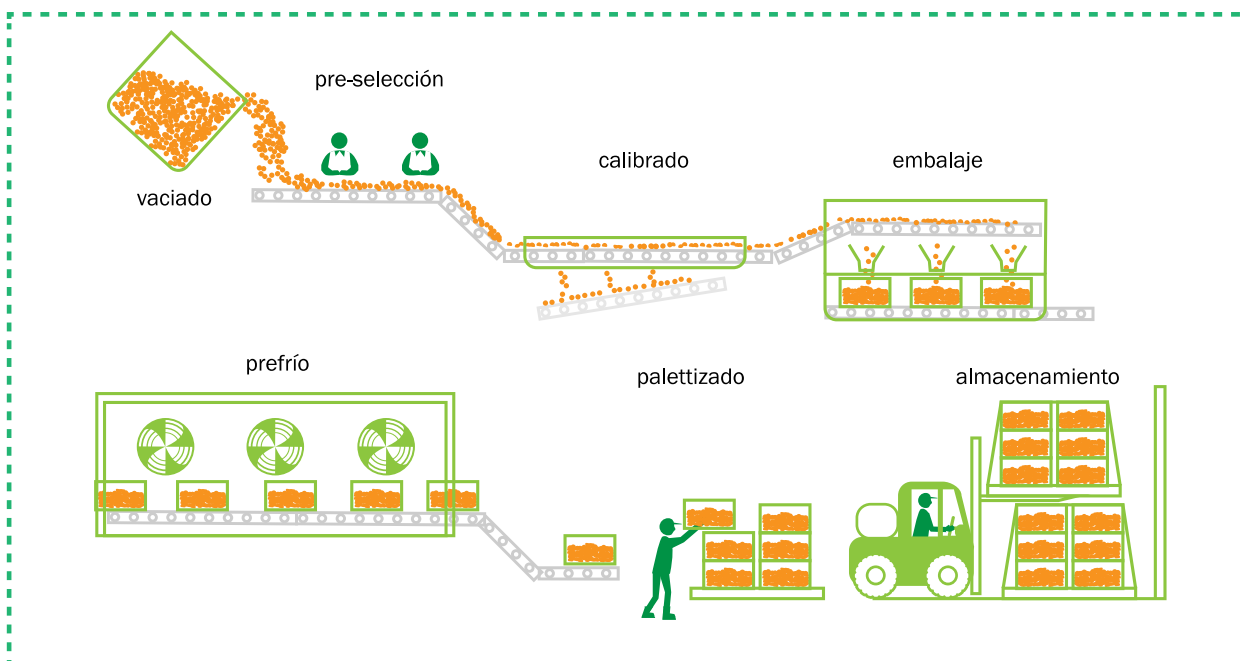 pre-selección
vaciado
calibrado
embalaje
prefrío
palettizado
almacenamiento